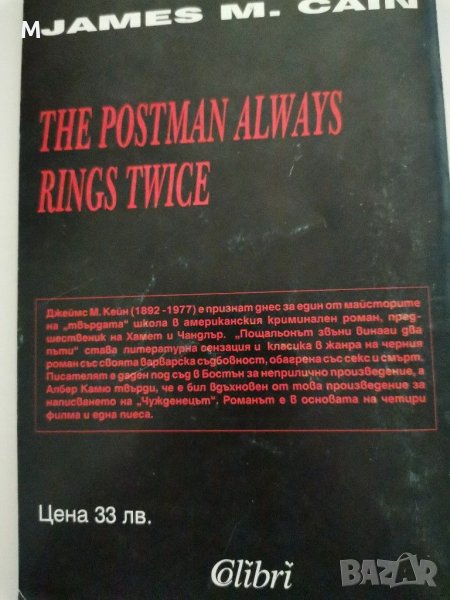 М
JAMES M. CAIN
THE POSTMAN ALWAYS
RINGS TWICE
Джеймс М. Кейн (1892 -1977) е признат днес за един от майсторите
на „твърдата“ школа в американския криминален роман, пред-
шественик на Хамет и Чандлър. „Пощальонът звъни винаги два
пъти“ става литературна сензация и класика в жанра на черния
роман със своята варварска съдбовност, обагрена със секс и смърт.
Писателят е даден под съд в Бостън за неприлично произведение, а
Албер Камю твърди, че е бил вдъхновен от това произведение за
написването на „Чужденецът“. Романът е в основата на четири
филма и една пиеса.
Цена 33 лв.
Colibri
BAZAR